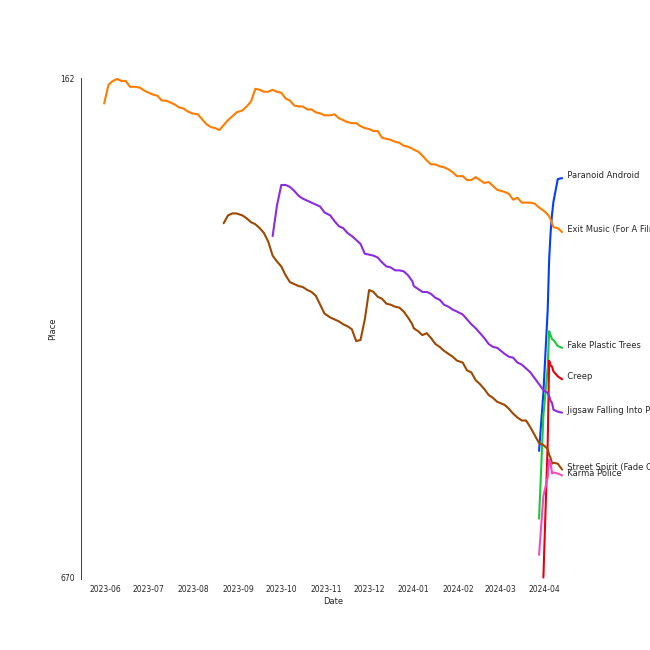 162
Paranoid Android
Exit Music (For A Fil
Place
Fake Plastic Trees
Creep
Jigsaw Falling Into P
Street Spirit (Fade O
Karma Police
670
2023-06 2023-07 2023-08 2023-09 2023-10 2023-11 2023-12 2024-01 2024-02 2024-03 2024-04
Date